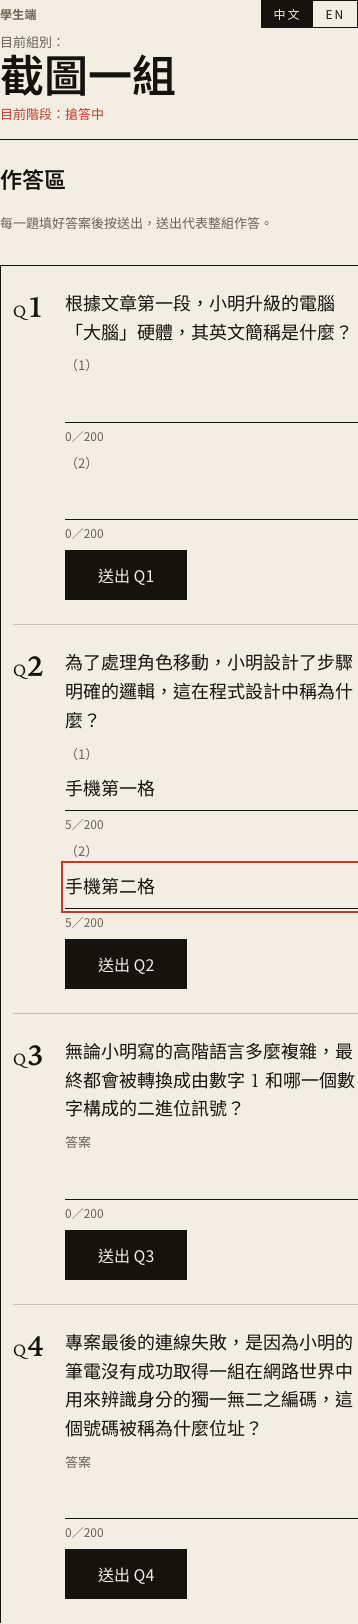 學生端
中文 EN
目前組別：
截圖一組
目前階段：搶答中
作答區
每一題填好答案後按送出，送出代表整組作答。
Q1
根據文章第一段，小明升級的電腦
「大腦」硬體，其英文簡稱是什麼？
（1）
0／200
（2）
0／200
送出 Q1
Q2
為了處理角色移動，小明設計了步驟
明確的邏輯，這在程式設計中稱為什
麼？
（1）
手機第一格
5／200
（2）
手機第二格
5／200
送出 Q2
Q3
無論小明寫的高階語言多麼複雜，最
終都會被轉換成由數字 1 和哪一個數
字構成的二進位訊號？
答案
0／200
送出 Q3
Q4
專案最後的連線失敗，是因為小明的
筆電沒有成功取得一組在網路世界中
用來辨識身分的獨一無二之編碼，這
個號碼被稱為什麼位址？
答案
0／200
送出 Q4